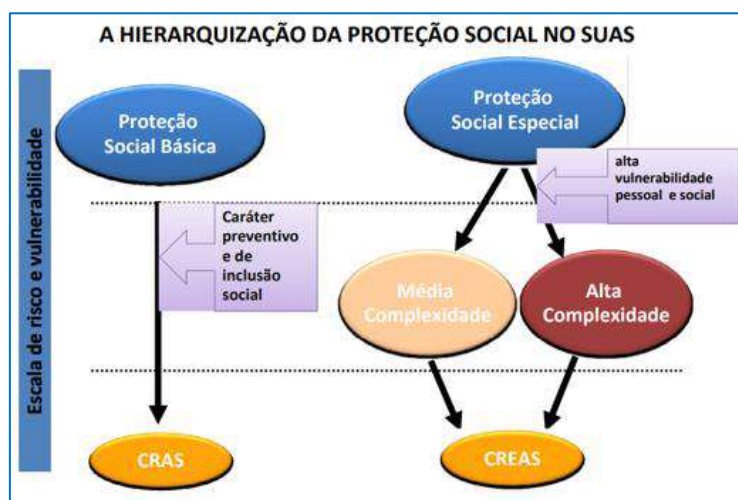 A HIERARQUIZAÇÃO DA PROTEÇÃO SOCIAL NO SUAS
Escala de risco e vulnerabilidade
Proteção
Social Básica
Proteção
Social Especial
alta
vulnerabilidade
pessoal e social
Caráter
preventivo
e de
inclusão
social
Média
Complexidade
Alta
Complexidade
CRAS
CREAS